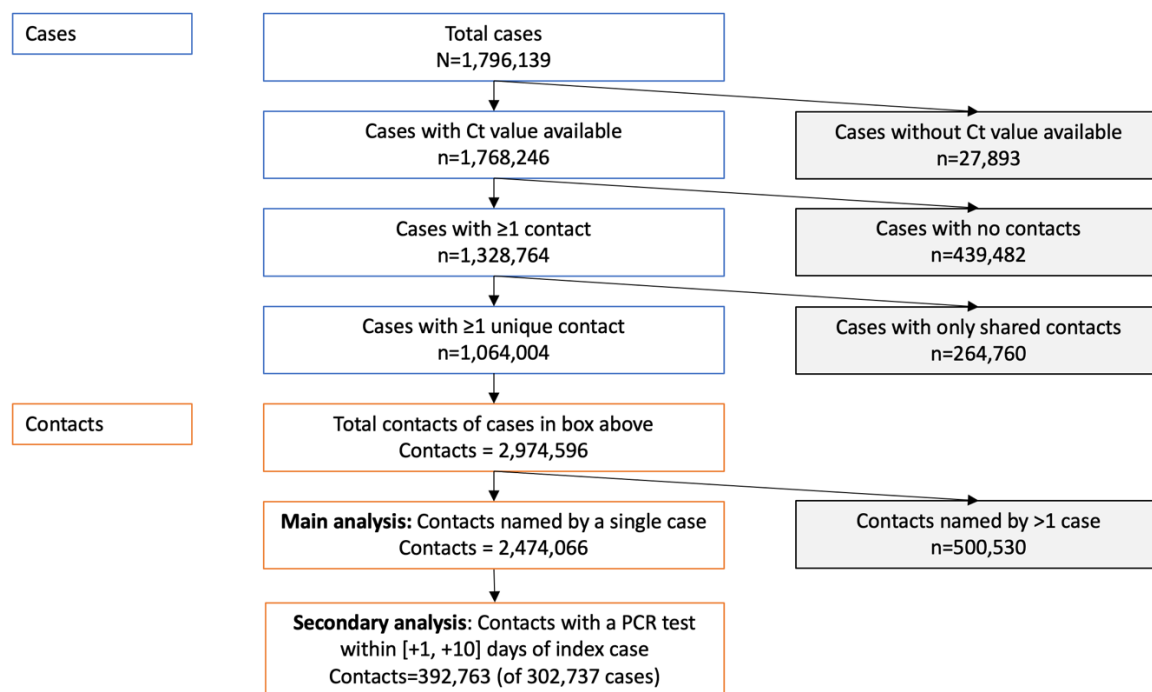 Cases
Total cases
N=1,796,139
Cases with Ct value available
n=1,768,246
Cases without Ct value available
n=27,893
Cases with ≥1 contact
n=1,328,764
Cases with no contacts
n=439,482
Cases with ≥1 unique contact
n=1,064,004
Cases with only shared contacts
n=264,760
Contacts
Total contacts of cases in box above
Contacts = 2,974,596
Main analysis: Contacts named by a single case
Contacts = 2,474,066
Contacts named by >1 case
n=500,530
Secondary analysis: Contacts with a PCR test
within [+1, +10] days of index case
Contacts=392,763 (of 302,737 cases)